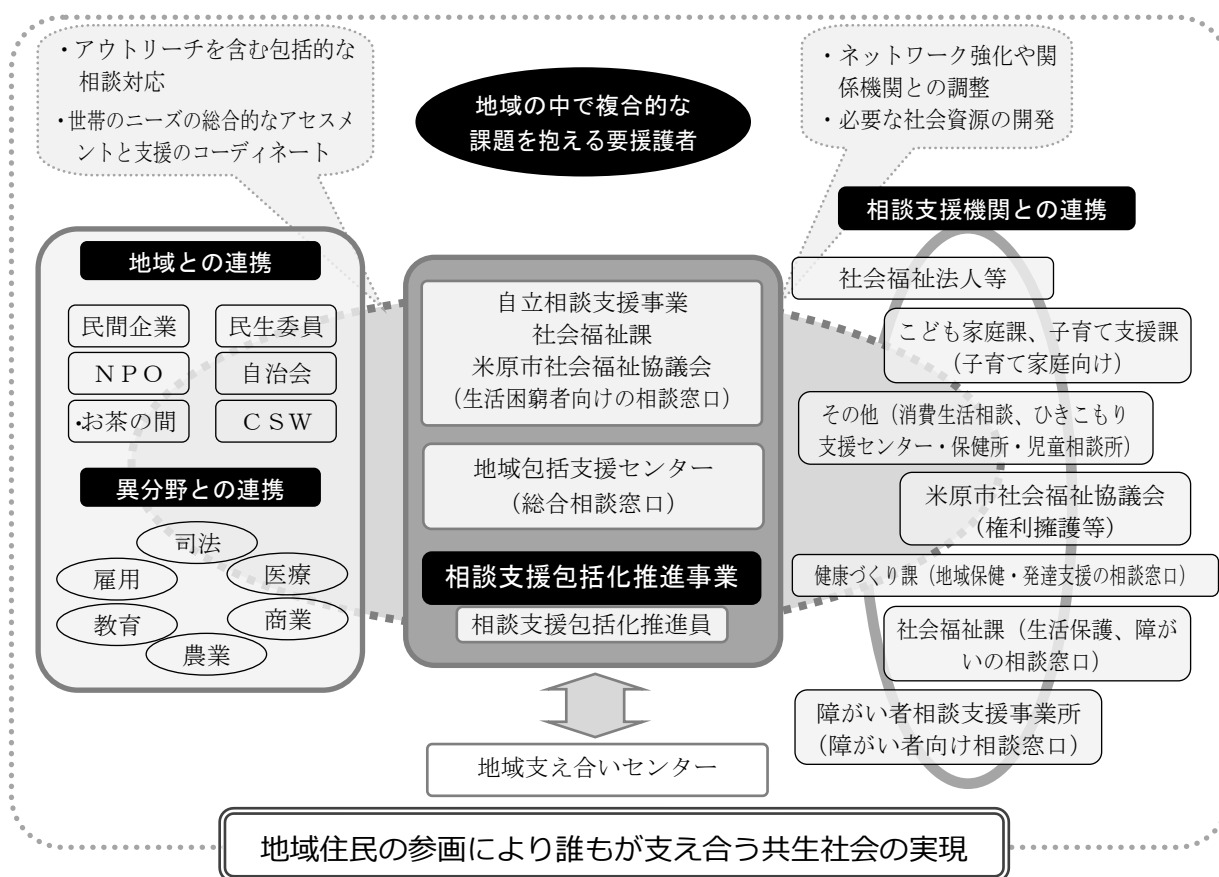 ・アウトリーチを含む包括的な
相談対応
・世帯のニーズの総合的なアセスメ
ントと支援のコーディネート
地域の中で複合的な
課題を抱える要援護者
・ネットワーク強化や関
係機関との調整
・必要な社会資源の開発
地域との連携
民間企業
民生委員
ＮＰＯ
自治会
・お茶の間
ＣＳＷ
異分野との連携
司法
雇用
医療
教育
商業
農業
自立相談支援事業
社会福祉課
米原市社会福祉協議会
（生活困窮者向けの相談窓口）
地域包括支援センター
（総合相談窓口）
相談支援包括化推進事業
相談支援包括化推進員
地域支え合いセンター
相談支援機関との連携
社会福祉法人等
こども家庭課、子育て支援課
（子育て家庭向け）
その他（消費生活相談、ひきこもり
支援センター・保健所・児童相談所）
米原市社会福祉協議会
（権利擁護等）
健康づくり課（地域保健・発達支援の相談窓口）
社会福祉課（生活保護、障が
いの相談窓口）
障がい者相談支援事業所
（障がい者向け相談窓口）
地域住民の参画により誰もが支え合う共生社会の実現